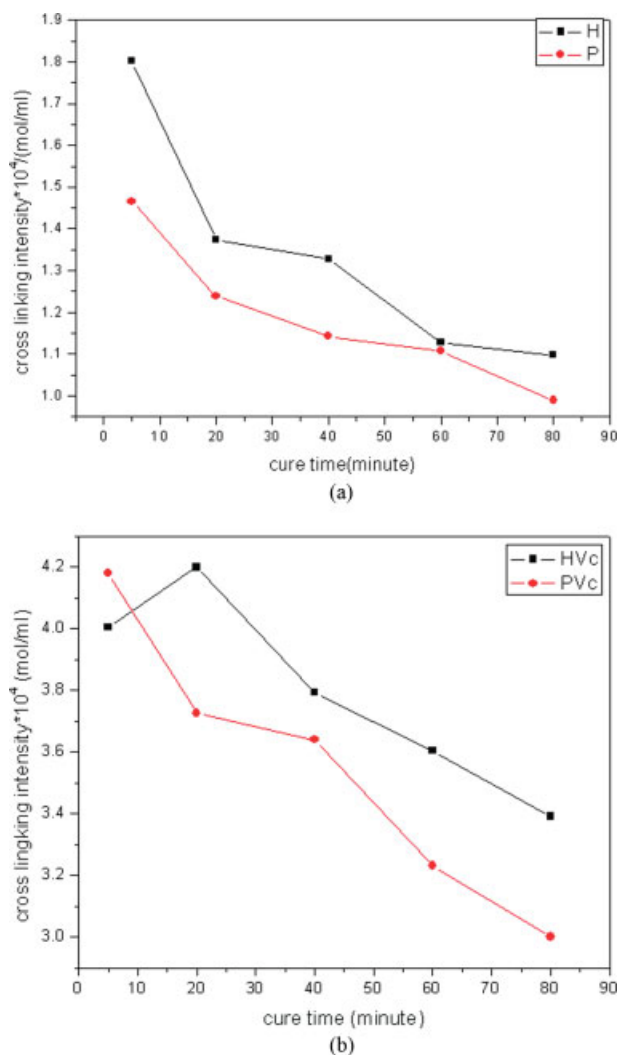 1.9
1.8
1.7
1.6
1.5
1.4
1.3
1.2
1.1
1.0
cross linking intensity*10⁴/(mol/ml)
H
P
0 10 20 30 40 50 60 70 80 90
cure time(minute)
(a)
4.2
4.0
3.8
3.6
3.4
3.2
3.0
cross lingking intensity*10⁴ (mol/ml)
HVc
PVc
0 10 20 30 40 50 60 70 80 90
cure time (minute)
(b)